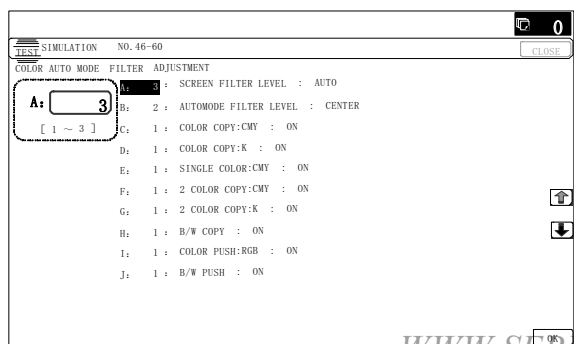 0
TEST SIMULATION NO.46-60
CLOSE
COLOR AUTO MODE FILTER ADJUSTMENT
A: 3
[ 1 ~ 3 ]
A: 3 : SCREEN FILTER LEVEL : AUTO
B: 2 : AUTOMODE FILTER LEVEL : CENTER
C: 1 : COLOR COPY:CMY : ON
D: 1 : COLOR COPY:K : ON
E: 1 : SINGLE COLOR:CMY : ON
F: 1 : 2 COLOR COPY:CMY : ON
G: 1 : 2 COLOR COPY:K : ON
H: 1 : B/W COPY : ON
I: 1 : COLOR PUSH:RGB : ON
J: 1 : B/W PUSH : ON
OK